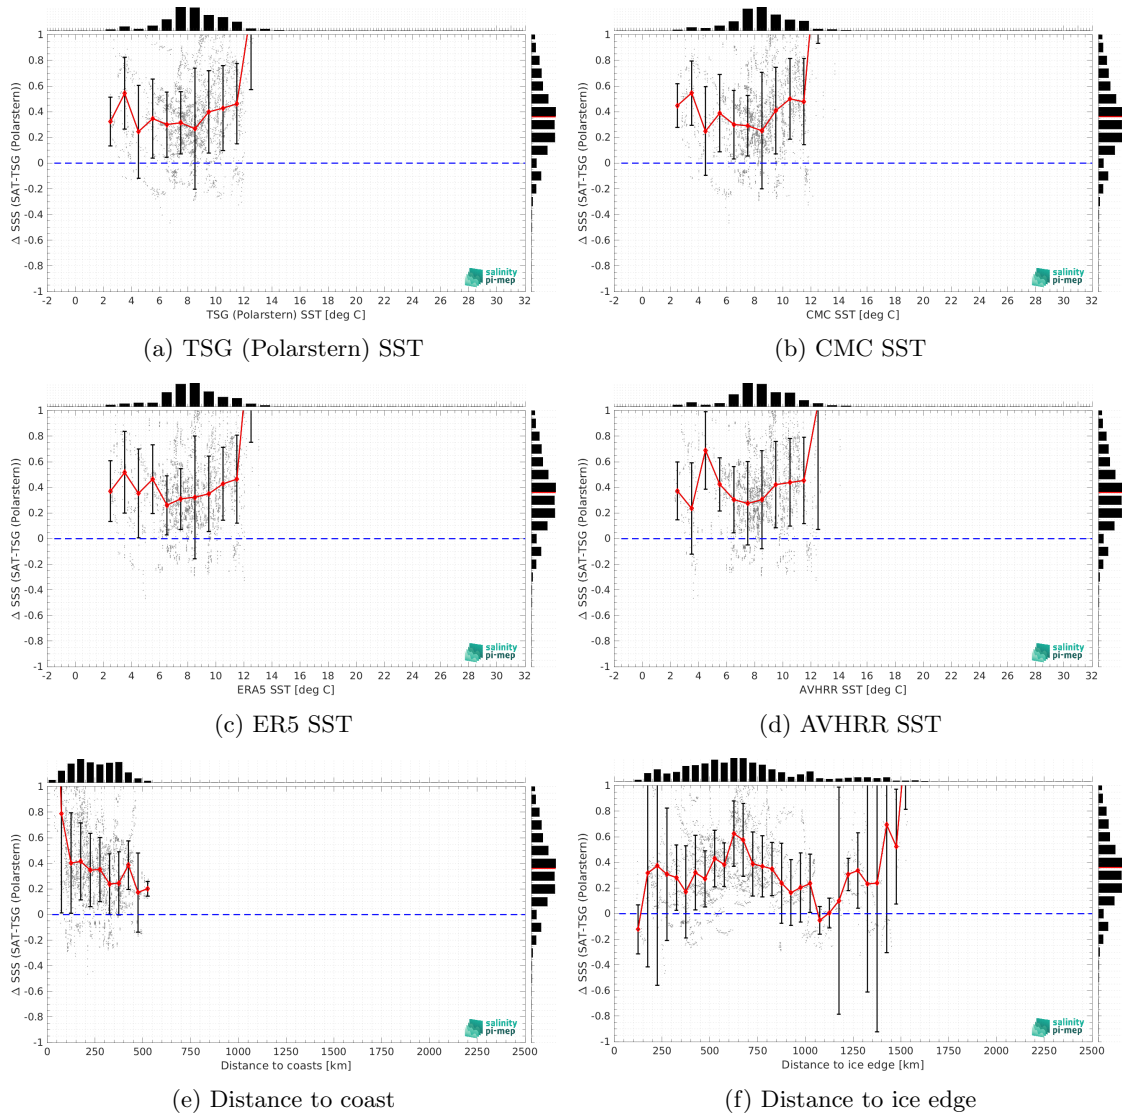 1
0.8
0.6
0.4
0.2
0
-0.2
-0.4
-0.6
-0.8
-1
Δ SSS (SAT-TSG (Polarstern))
-2 0 2 4 6 8 10 12 14 16 18 20 22 24 26 28 30 32
TSG (Polarstern) SST [deg C]
salinity
pi-mep
(a) TSG (Polarstern) SST
1
0.8
0.6
0.4
0.2
0
-0.2
-0.4
-0.6
-0.8
-1
Δ SSS (SAT-TSG (Polarstern))
-2 0 2 4 6 8 10 12 14 16 18 20 22 24 26 28 30 32
CMC SST [deg C]
salinity
pi-mep
(b) CMC SST
1
0.8
0.6
0.4
0.2
0
-0.2
-0.4
-0.6
-0.8
-1
Δ SSS (SAT-TSG (Polarstern))
-2 0 2 4 6 8 10 12 14 16 18 20 22 24 26 28 30 32
ERA5 SST [deg C]
salinity
pi-mep
(c) ER5 SST
1
0.8
0.6
0.4
0.2
0
-0.2
-0.4
-0.6
-0.8
-1
Δ SSS (SAT-TSG (Polarstern))
-2 0 2 4 6 8 10 12 14 16 18 20 22 24 26 28 30 32
AVHRR SST [deg C]
salinity
pi-mep
(d) AVHRR SST
1
0.8
0.6
0.4
0.2
0
-0.2
-0.4
-0.6
-0.8
-1
Δ SSS (SAT-TSG (Polarstern))
0 250 500 750 1000 1250 1500 1750 2000 2250 2500
Distance to coasts [km]
salinity
pi-mep
(e) Distance to coast
1
0.8
0.6
0.4
0.2
0
-0.2
-0.4
-0.6
-0.8
-1
Δ SSS (SAT-TSG (Polarstern))
0 250 500 750 1000 1250 1500 1750 2000 2250 2500
Distance to ice edge [km]
salinity
pi-mep
(f) Distance to ice edge